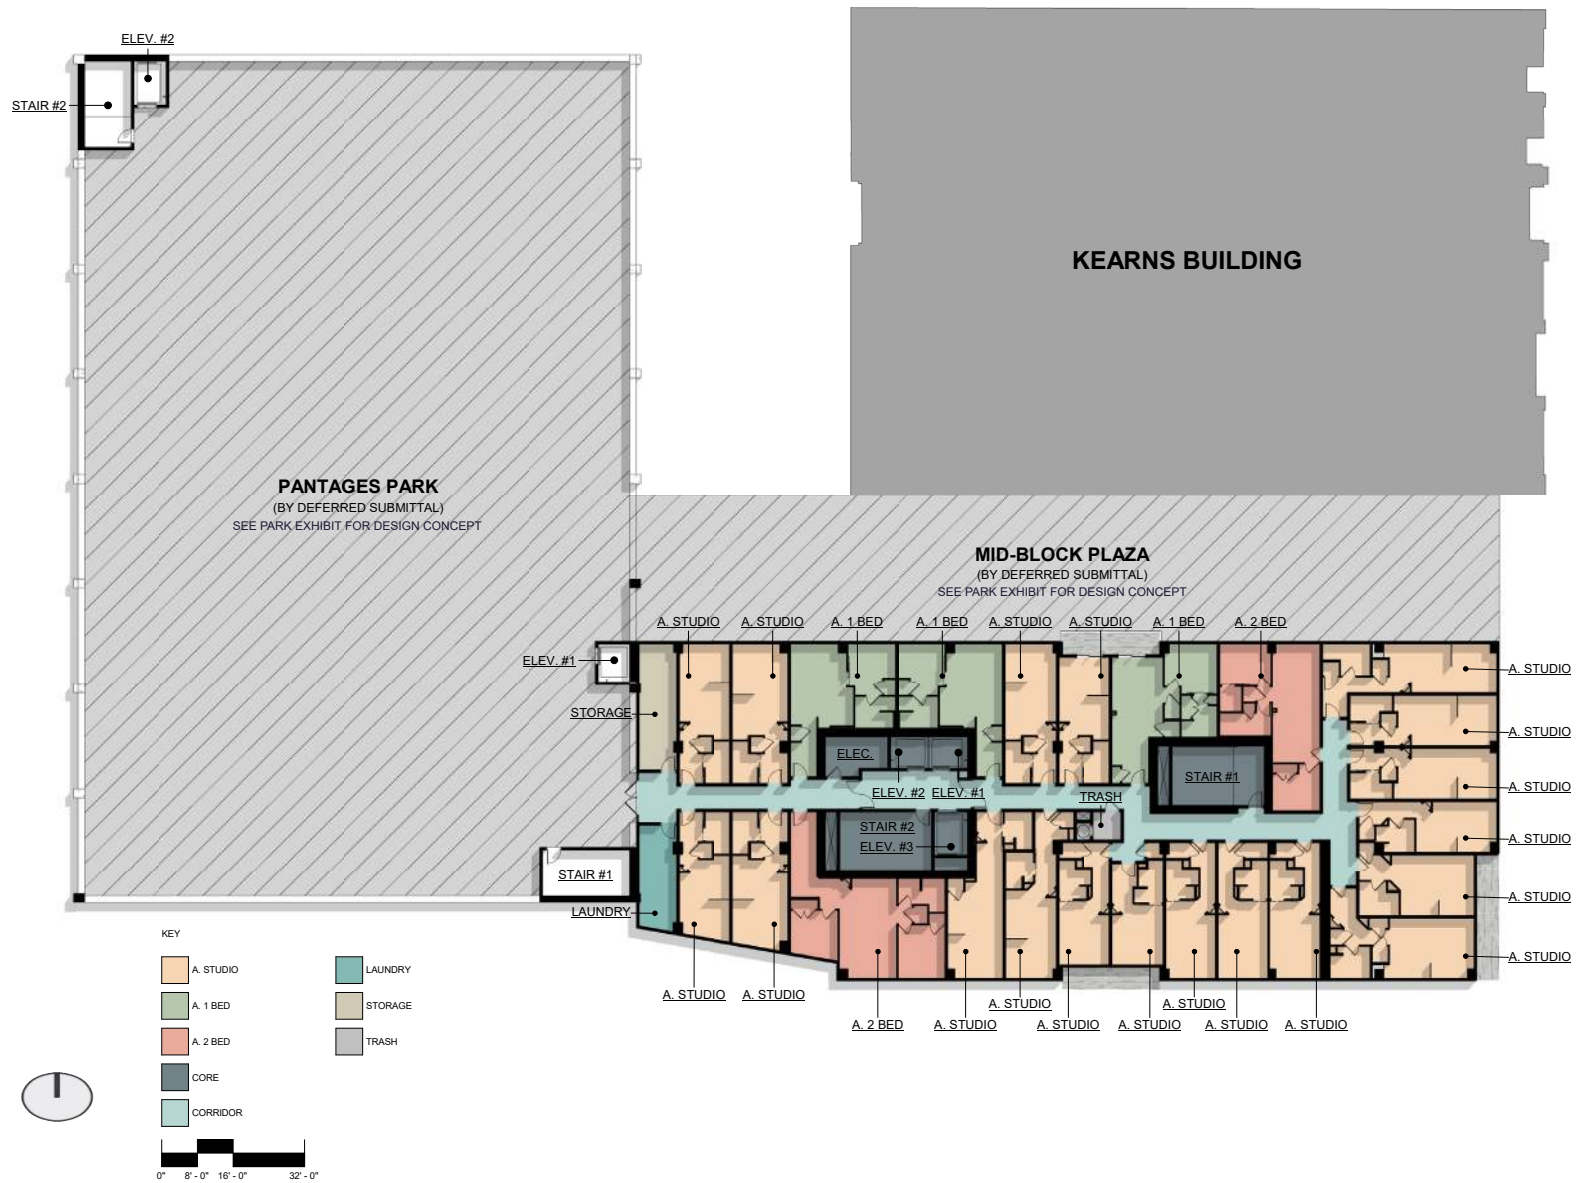 ELEV. #2
STAIR #2
KEARNS BUILDING
PANTAGES PARK
(BY DEFERRED SUBMITTAL)
SEE PARK EXHIBIT FOR DESIGN CONCEPT
MID-BLOCK PLAZA
(BY DEFERRED SUBMITTAL)
SEE PARK EXHIBIT FOR DESIGN CONCEPT
A. STUDIO
A. STUDIO
A. 1 BED
A. 1 BED
A. STUDIO
A. STUDIO
A. 1 BED
A. 2 BED
ELEV. #1
A. STUDIO
STORAGE
A. STUDIO
ELEC.
STAIR #1
A. STUDIO
ELEV. #2
ELEV. #1
TRASH
STAIR #2
A. STUDIO
ELEV. #3
STAIR #1
A. STUDIO
LAUNDRY
A. STUDIO
A. STUDIO
A. STUDIO
A. STUDIO
A. STUDIO
A. 2 BED
A. STUDIO
A. STUDIO
A. STUDIO
A. STUDIO
A. STUDIO
KEY
A. STUDIO
A. 1 BED
A. 2 BED
CORE
CORRIDOR
LAUNDRY
STORAGE
TRASH
0" 8' - 0" 16' - 0" 32' - 0"